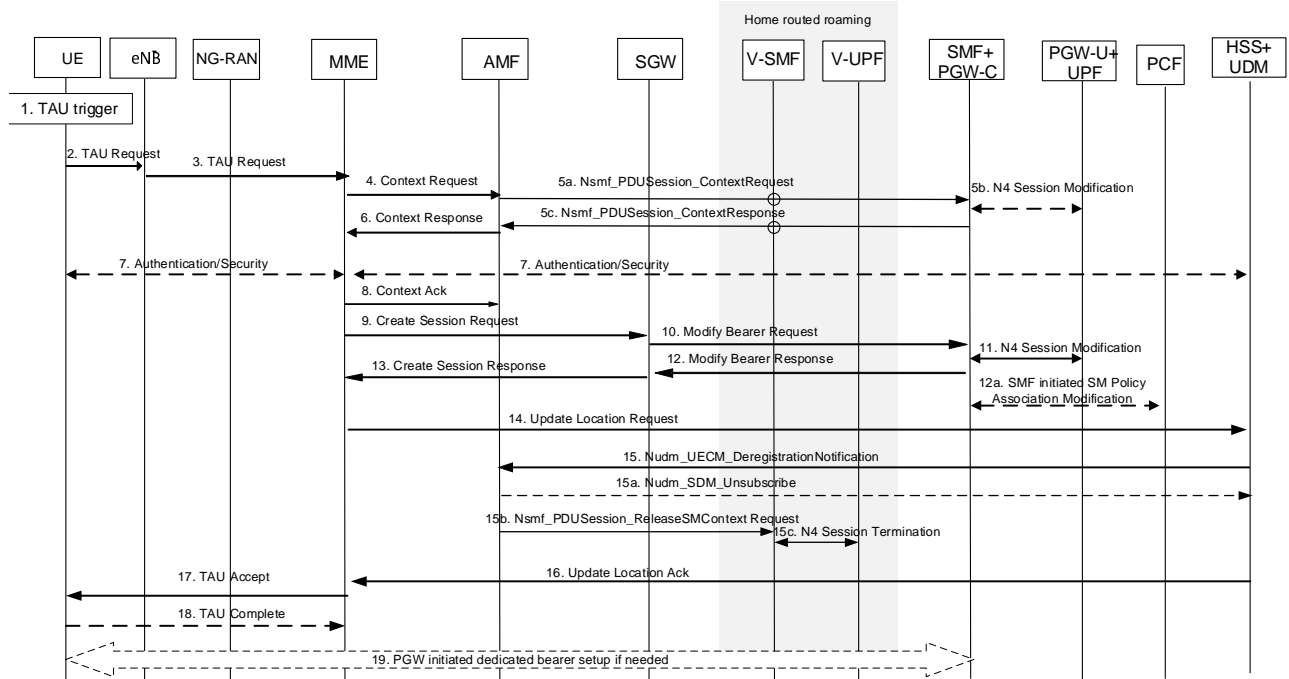 Home routed roaming
UE
eNB
NG-RAN
MME
AMF
SGW
V-SMF
V-UPF
SMF+
PGW-C
PGW-U+
UPF
PCF
HSS+
UDM
1. TAU trigger
2. TAU Request
3. TAU Request
4. Context Request
5a. Nsmf_PDUSession_ContextRequest
5b. N4 Session Modification
6. Context Response
5c. Nsmf_PDUSession_ContextResponse
7. Authentication/Security
7. Authentication/Security
8. Context Ack
9. Create Session Request
10. Modify Bearer Request
11. N4 Session Modification
12. Modify Bearer Response
13. Create Session Response
12a. SMF initiated SM Policy
Association Modification
14. Update Location Request
15. Nudm_UECM_DeregistrationNotification
15a. Nudm_SDM_Unsubscribe
15b. Nsmf_PDUSession_ReleaseSMContext Request
15c. N4 Session Termination
16. Update Location Ack
17. TAU Accept
18. TAU Complete
19. PGW initiated dedicated bearer setup if needed